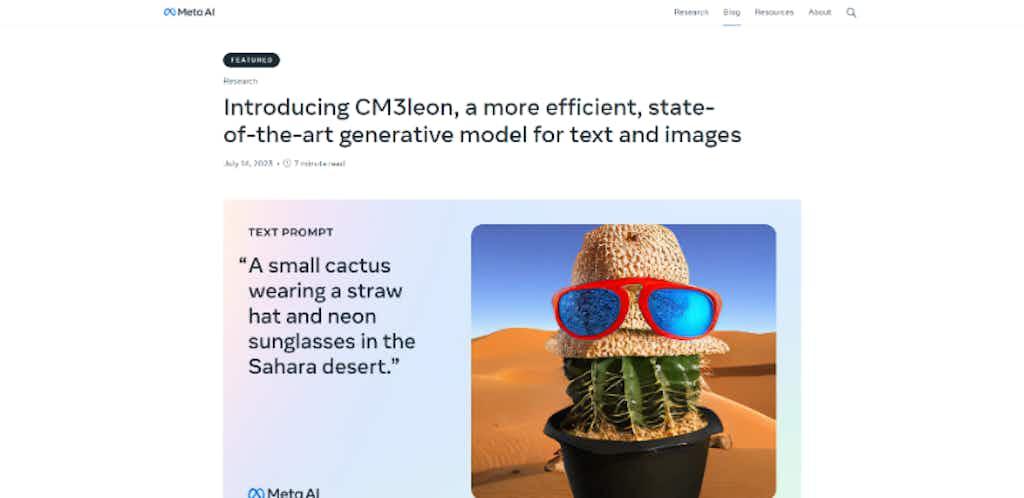 Meta AI
Research Blog Resources About
FEATURED
Research
Introducing CM3leon, a more efficient, state-
of-the-art generative model for text and images
July 14, 2023 • 7 minute read
TEXT PROMPT
“A small cactus
wearing a straw
hat and neon
sunglasses in the
Sahara desert.”
Meta AI